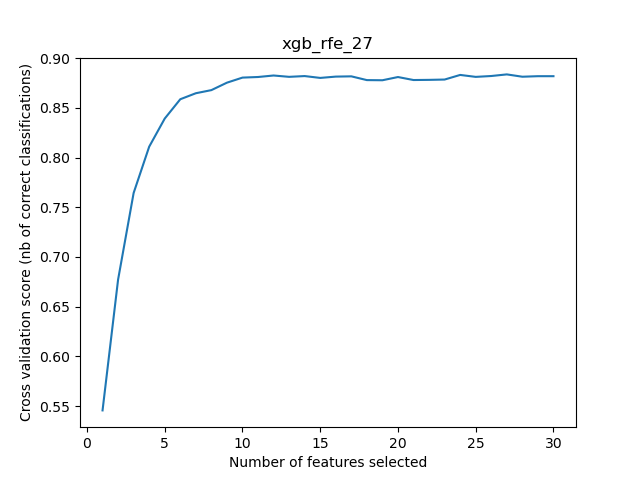 xgb_rfe_27
0.90
0.85
0.80
0.75
0.70
0.65
0.60
0.55
Cross validation score (nb of correct classifications)
0 5 10 15 20 25 30
Number of features selected